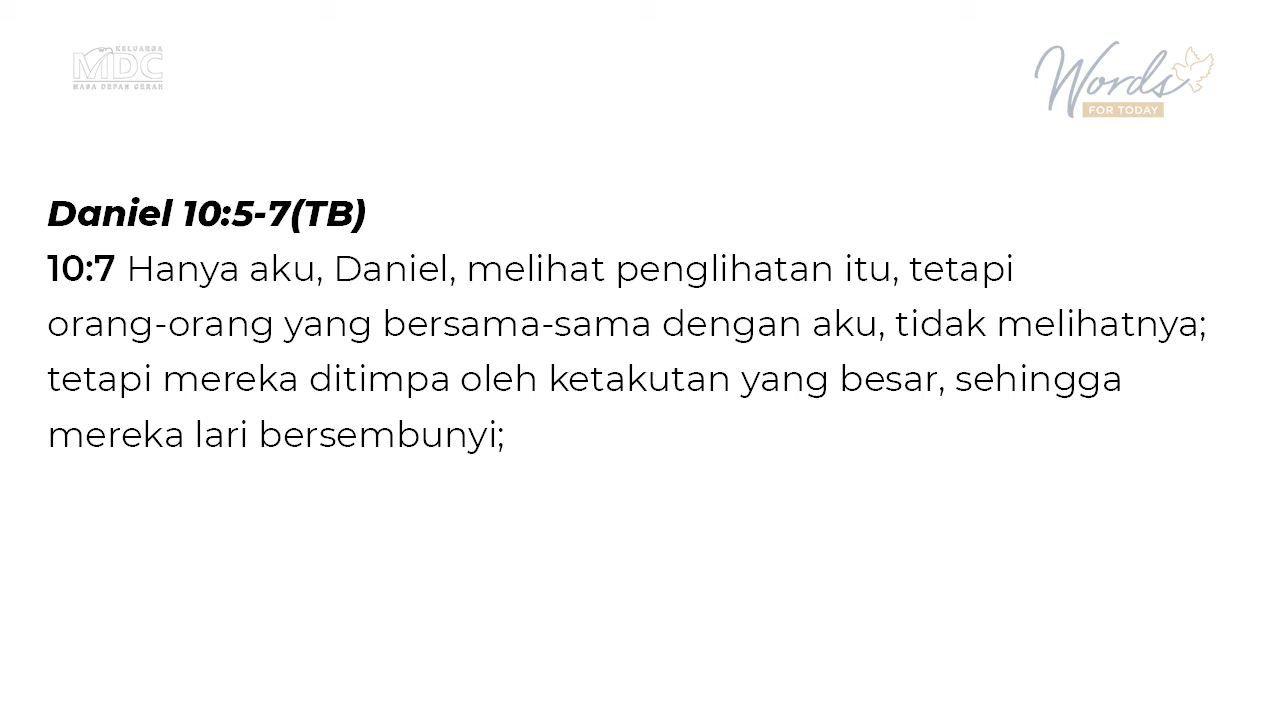 KELUARGA
MDC
MASA DEPAN CERAH
Words
FOR TODAY
Daniel 10:5-7(TB)
10:7 Hanya aku, Daniel, melihat penglihatan itu, tetapi
orang-orang yang bersama-sama dengan aku, tidak melihatnya;
tetapi mereka ditimpa oleh ketakutan yang besar, sehingga
mereka lari bersembunyi;